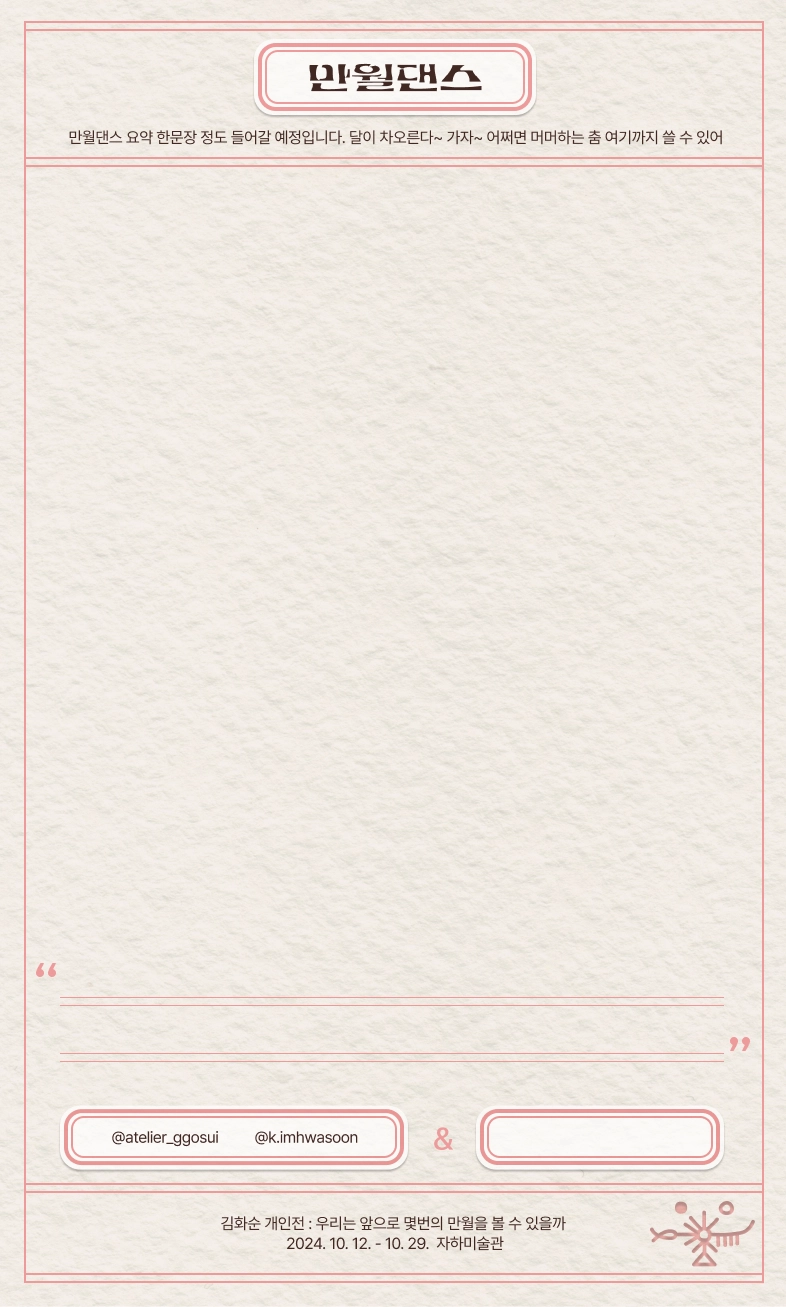 만월댄스
만월댄스 요약 한문장 정도 들어갈 예정입니다. 달이 차오른다~ 가자~ 어쩌면 머머하는 춤 여기까지 쓸 수 있어
“
”
@atelier_ggosui @k.imhwasoon &
김화순 개인전 : 우리는 앞으로 몇번의 만월을 볼 수 있을까
2024. 10. 12. - 10. 29. 자하미술관